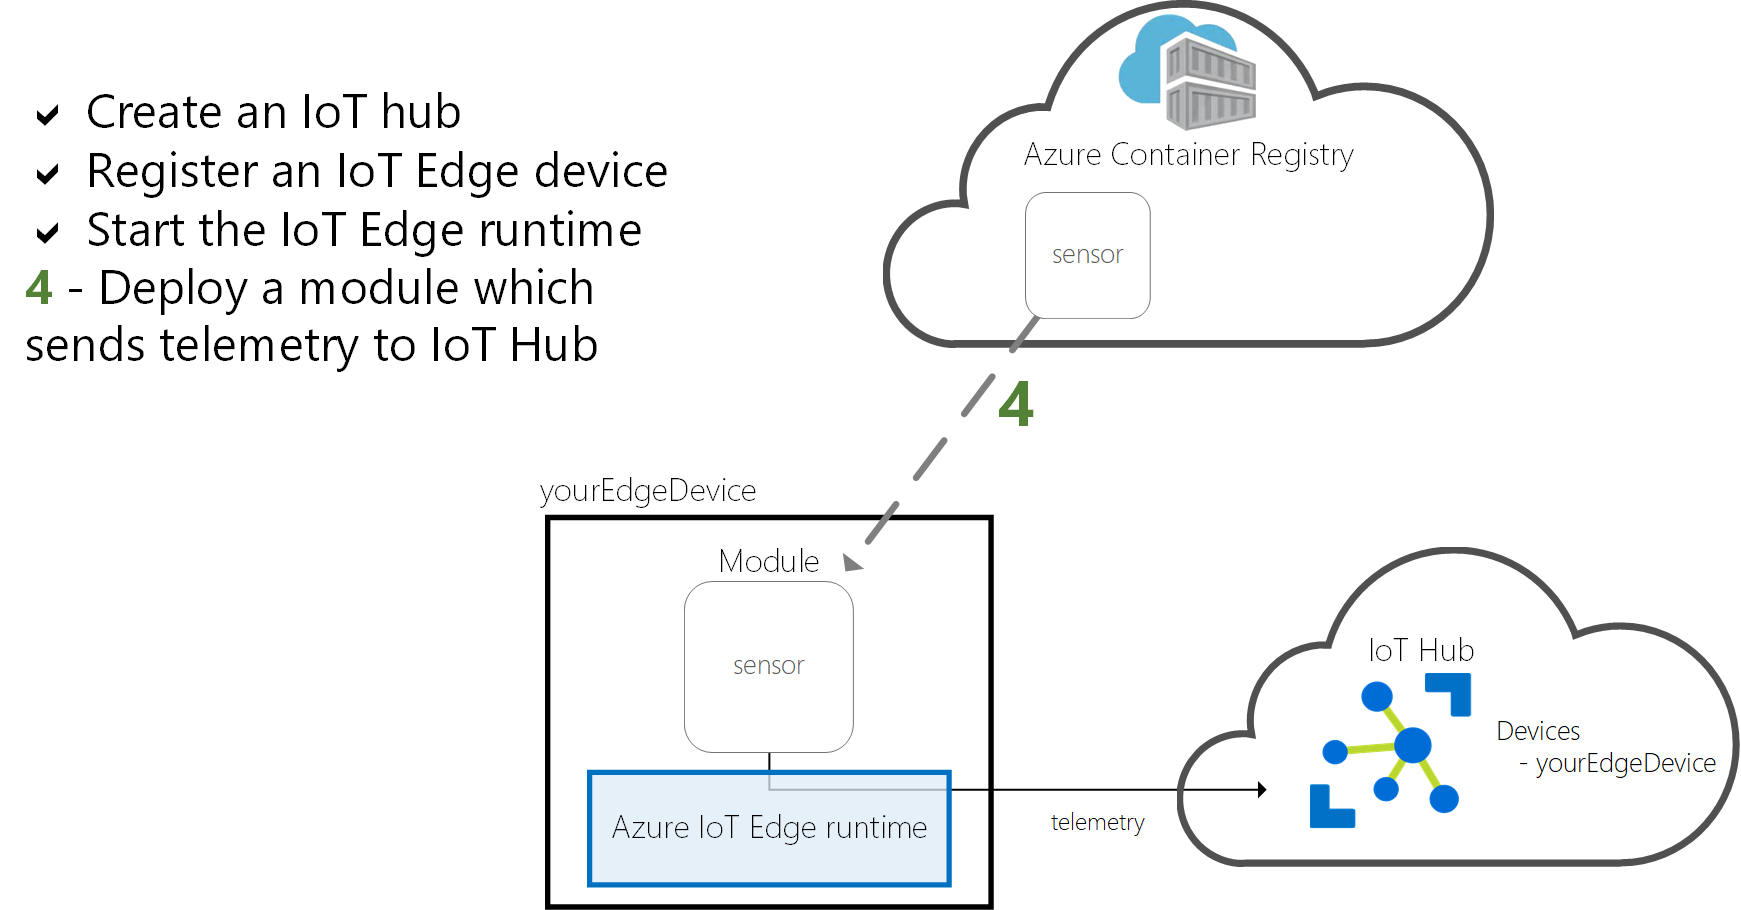 Create an IoT hub
Register an IoT Edge device
Start the IoT Edge runtime
4 - Deploy a module which
sends telemetry to IoT Hub
Azure Container Registry
sensor
4
yourEdgeDevice
Module
sensor
Azure IoT Edge runtime
telemetry
IoT Hub
Devices
- yourEdgeDevice